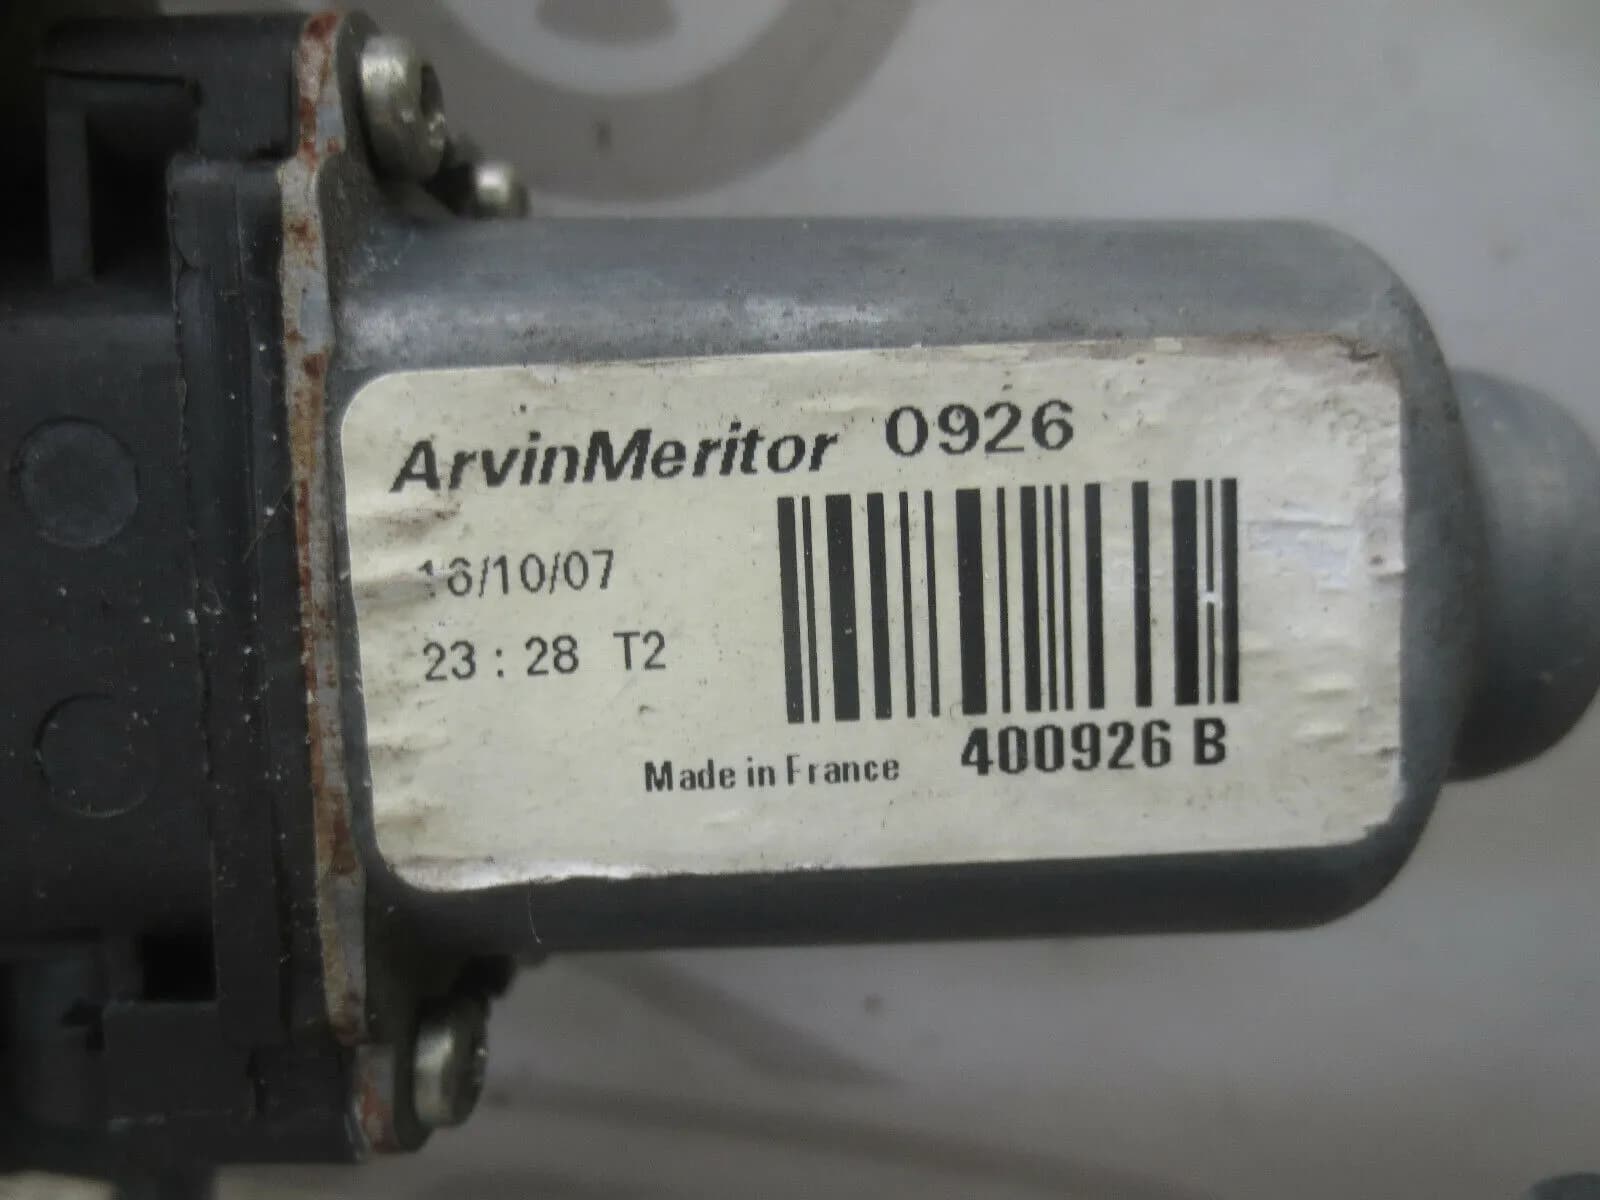 ArvinMeritor 0926
16/10/07
23 : 28 T2
Made in France 400926 B